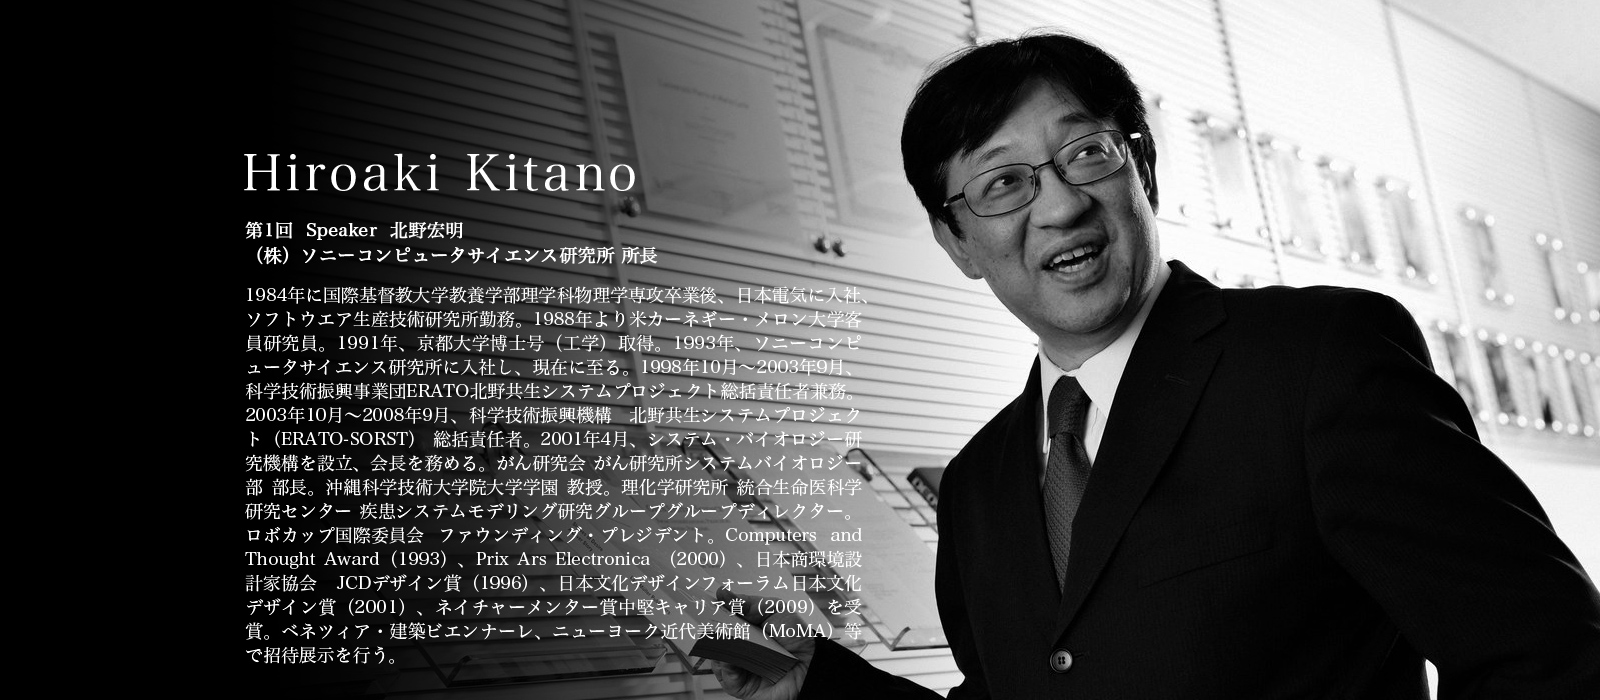 Hiroaki Kitano
第1回 Speaker 北野宏明
（株）ソニーコンピュータサイエンス研究所 所長
1984年に国際基督教大学教養学部理学科物理学専攻卒業後、日本電気に入社、
ソフトウエア生産技術研究所勤務。1988年より米カーネギー・メロン大学客
員研究員。1991年、京都大学博士号（工学）取得。1993年、ソニーコンピ
ュータサイエンス研究所に入社し、現在に至る。1998年10月～2003年9月、
科学技術振興事業団ERATO北野共生システムプロジェクト総括責任者兼務。
2003年10月～2008年9月、科学技術振興機構　北野共生システムプロジェク
ト（ERATO-SORST） 総括責任者。2001年4月、システム・バイオロジー研
究機構を設立、会長を務める。がん研究会 がん研究所システムバイオロジー
部 部長。沖縄科学技術大学院大学学園 教授。理化学研究所 統合生命医科学
研究センター 疾患システムモデリング研究グループグループディレクター。
ロボカップ国際委員会 ファウンディング・プレジデント。Computers and
Thought Award（1993）、Prix Ars Electronica （2000）、日本商環境設
計家協会　JCDデザイン賞（1996）、日本文化デザインフォーラム日本文化
デザイン賞（2001）、ネイチャーメンター賞中堅キャリア賞（2009）を受
賞。ベネツィア・建築ビエンナーレ、ニューヨーク近代美術館（MoMA）等
で招待展示を行う。